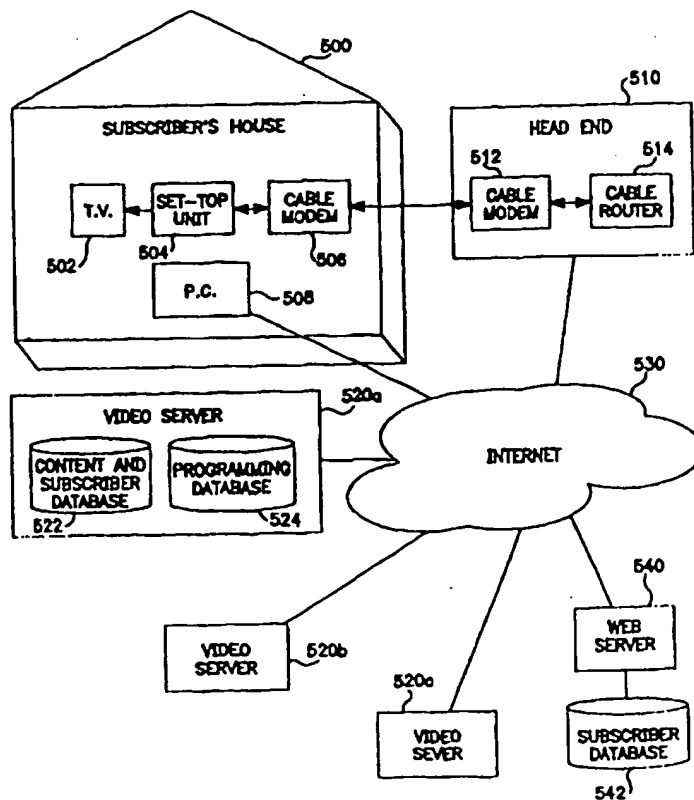 500
510
SUBSCRIBER'S HOUSE
HEAD END
512
514
T.V.
SET-TOP
UNIT
CABLE
MODEM
CABLE
MODEM
CABLE
ROUTER
502
504
506
P.C.
508
520a
530
VIDEO SERVER
CONTENT AND
SUBSCRIBER
DATABASE
PROGRAMMING
DATABASE
INTERNET
522
524
540
VIDEO
SERVER
520b
WEB
SERVER
520c
VIDEO
SEVER
SUBSCRIBER
DATABASE
542